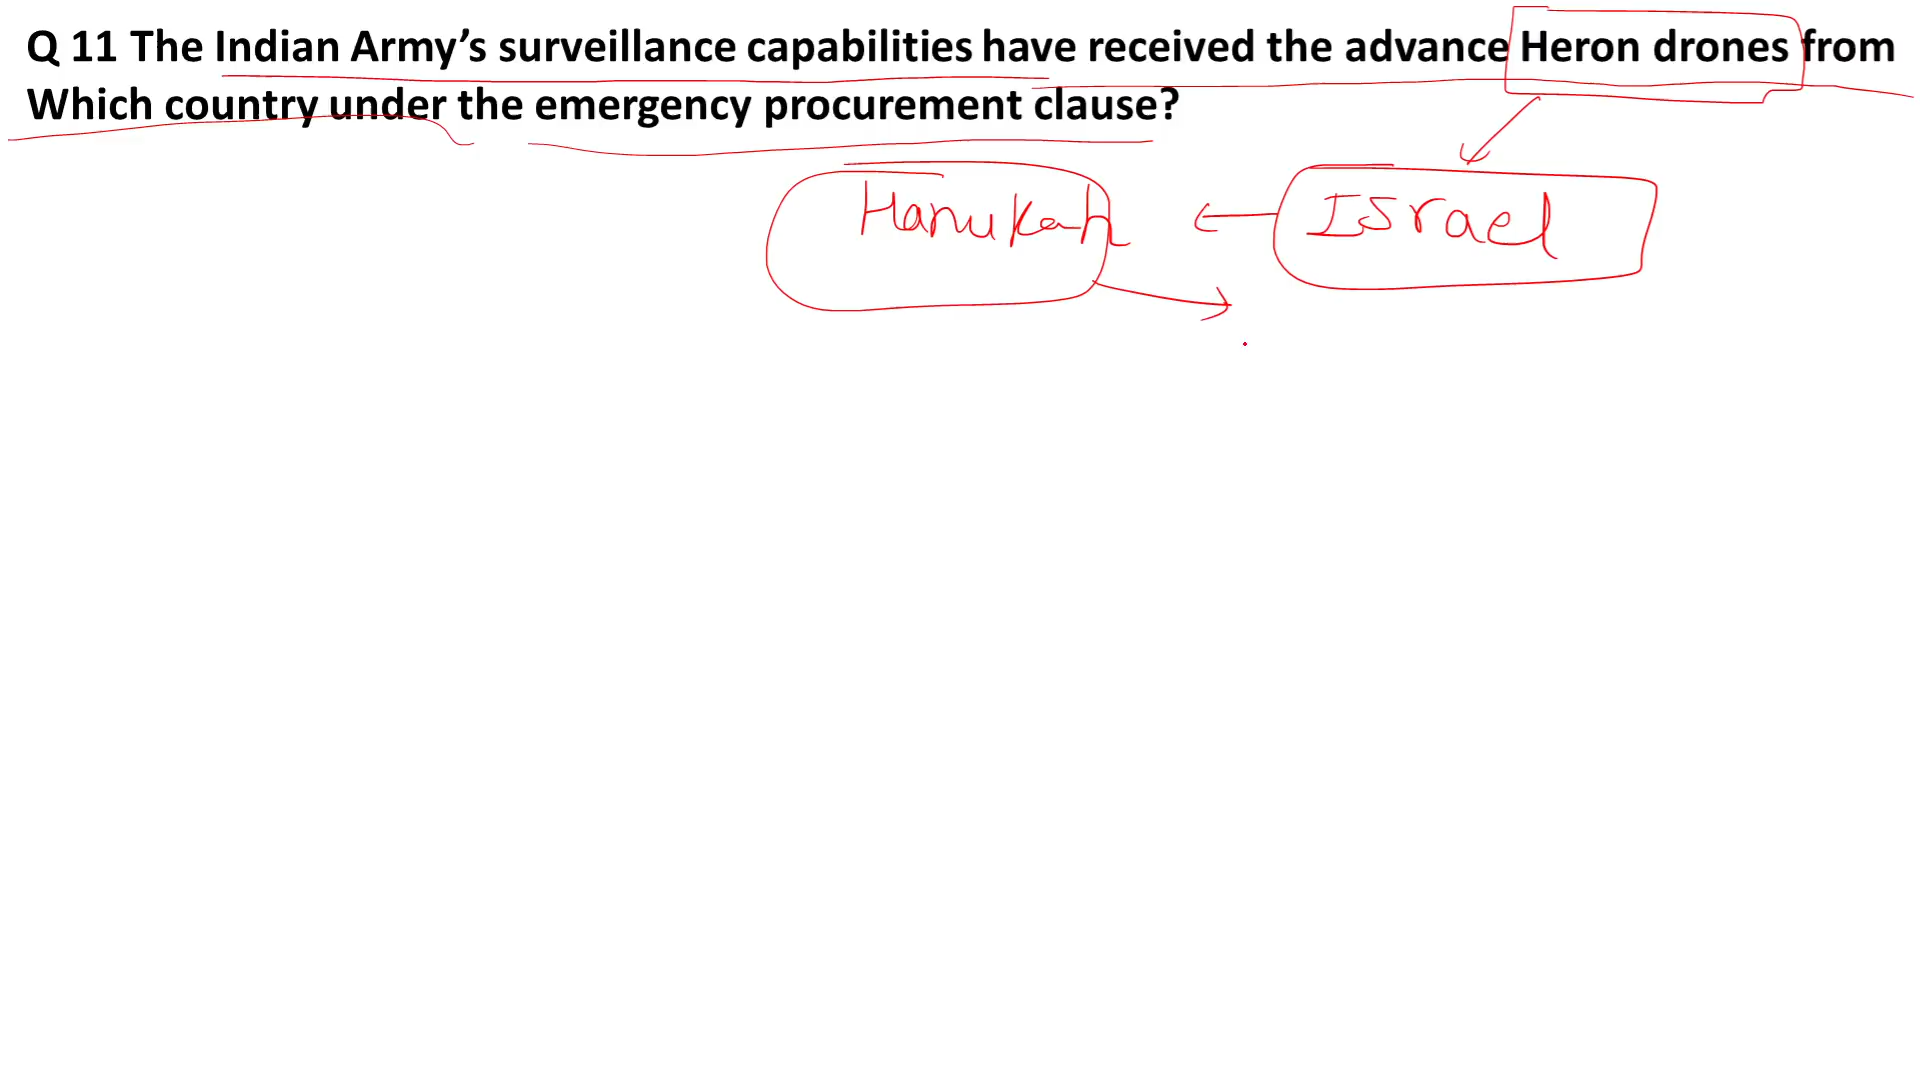 Q 11 The Indian Army’s surveillance capabilities have received the advance Heron drones from
Which country under the emergency procurement clause?
Hanukah Israel